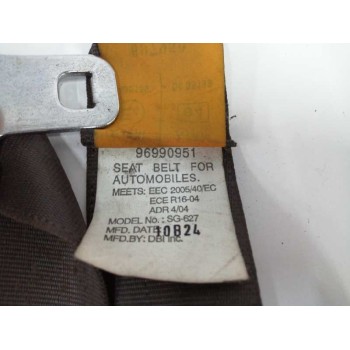 96990951
SEAT BELT FOR
AUTOMOBILES.
MEETS: EEC 2005/40/EC
ECE R16-04
ADR 4/04
MODEL No.: SG-627
MFD. DATE: 10B24
MFD.BY: DBI Inc.